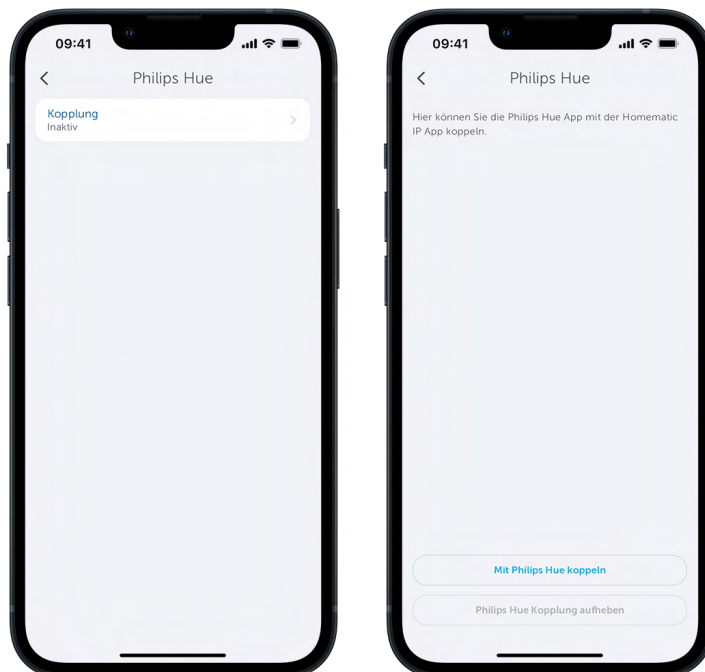 09:41
Philips Hue
Kopplung
Inaktiv
09:41
Philips Hue
Hier können Sie die Philips Hue App mit der Homematic
IP App koppeln.
Mit Philips Hue koppeln
Philips Hue Kopplung aufheben